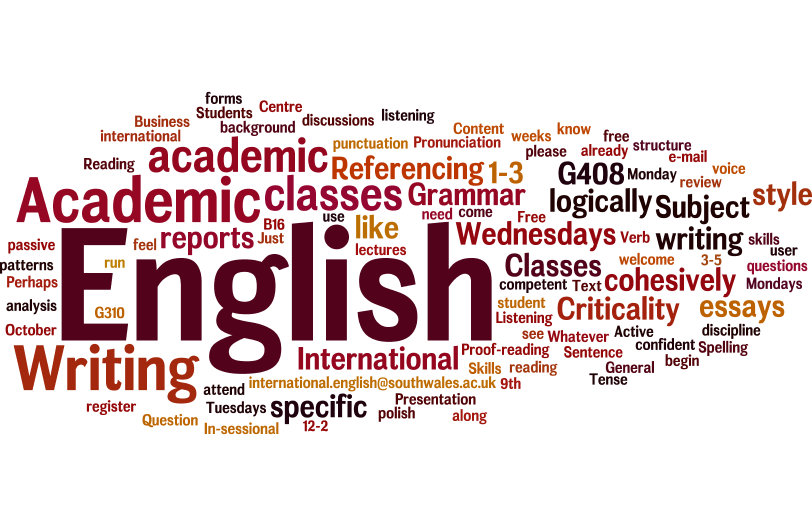 forms
Students
Centre
Business
background
discussions
listening
international
punctuation
Pronunciation
Content
weeks
know
free
please
already
structure
e-mail
Reading
academic
Referencing
1-3
G408
Monday
voice
review
Academic
classes
Grammar
logically
Subject
style
use
like
need
come
Free
passive
feel
reports
B16
Just
lectures
Wednesdays
Verb
writing
skills
user
patterns
run
English
Classes
welcome
3-5
questions
Perhaps
competent
Text
cohesively
Mondays
analysis
G310
student
Listening
Criticality
essays
October
see
Whatever
Active
discipline
confident
Spelling
Writing
International
Proof-reading
Sentence
begin
Skills
reading
General
Tense
attend
international.english@southwales.ac.uk
9th
register
Tuesdays
specific
Presentation
polish
along
Question
In-sessional
12-2